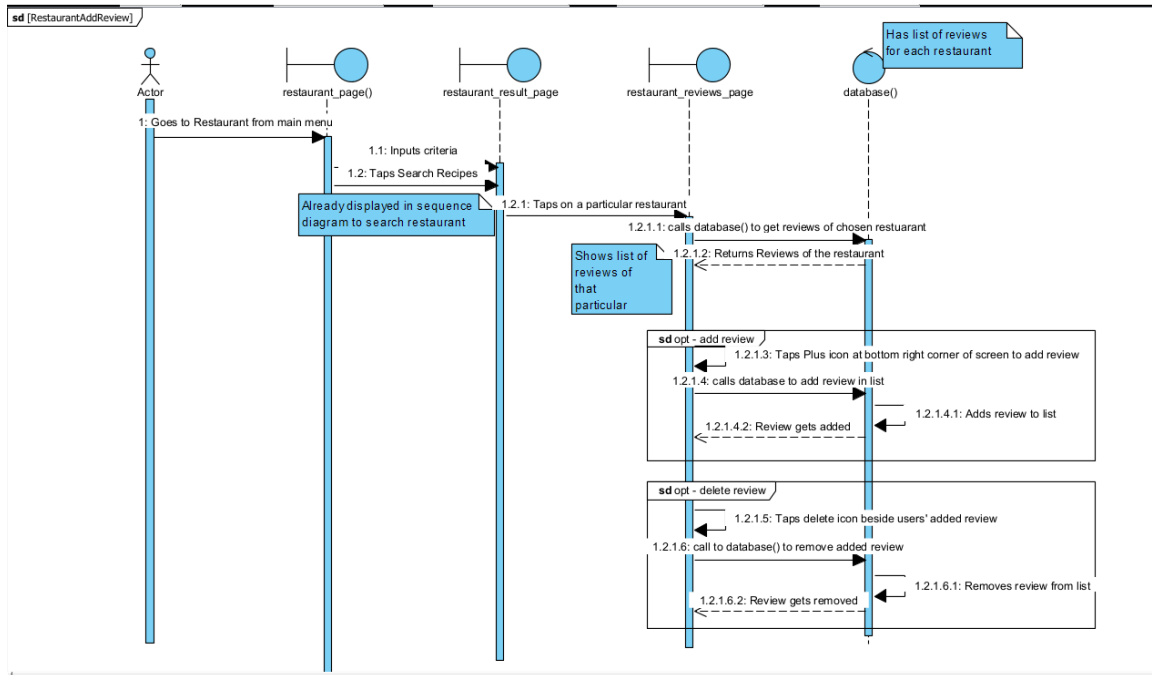 sd [RestaurantAddReview]
Has list of reviews
for each restaurant
Actor
restaurant_page()
restaurant_result_page
restaurant_reviews_page
database()
1: Goes to Restaurant from main menu
1.1: Inputs criteria
1.2: Taps Search Recipes
Already displayed in sequence
diagram to search restaurant
1.2.1: Taps on a particular restaurant
1.2.1.1: calls database() to get reviews of chosen restuarant
1.2.1.2: Returns Reviews of the restaurant
Shows list of
reviews of
that
particular
sd opt - add review
1.2.1.3: Taps Plus icon at bottom right corner of screen to add review
1.2.1.4: calls database to add review in list
1.2.1.4.1: Adds review to list
1.2.1.4.2: Review gets added
sd opt - delete review
1.2.1.5: Taps delete icon beside users' added review
1.2.1.6: call to database() to remove added review
1.2.1.6.1: Removes review from list
1.2.1.6.2: Review gets removed